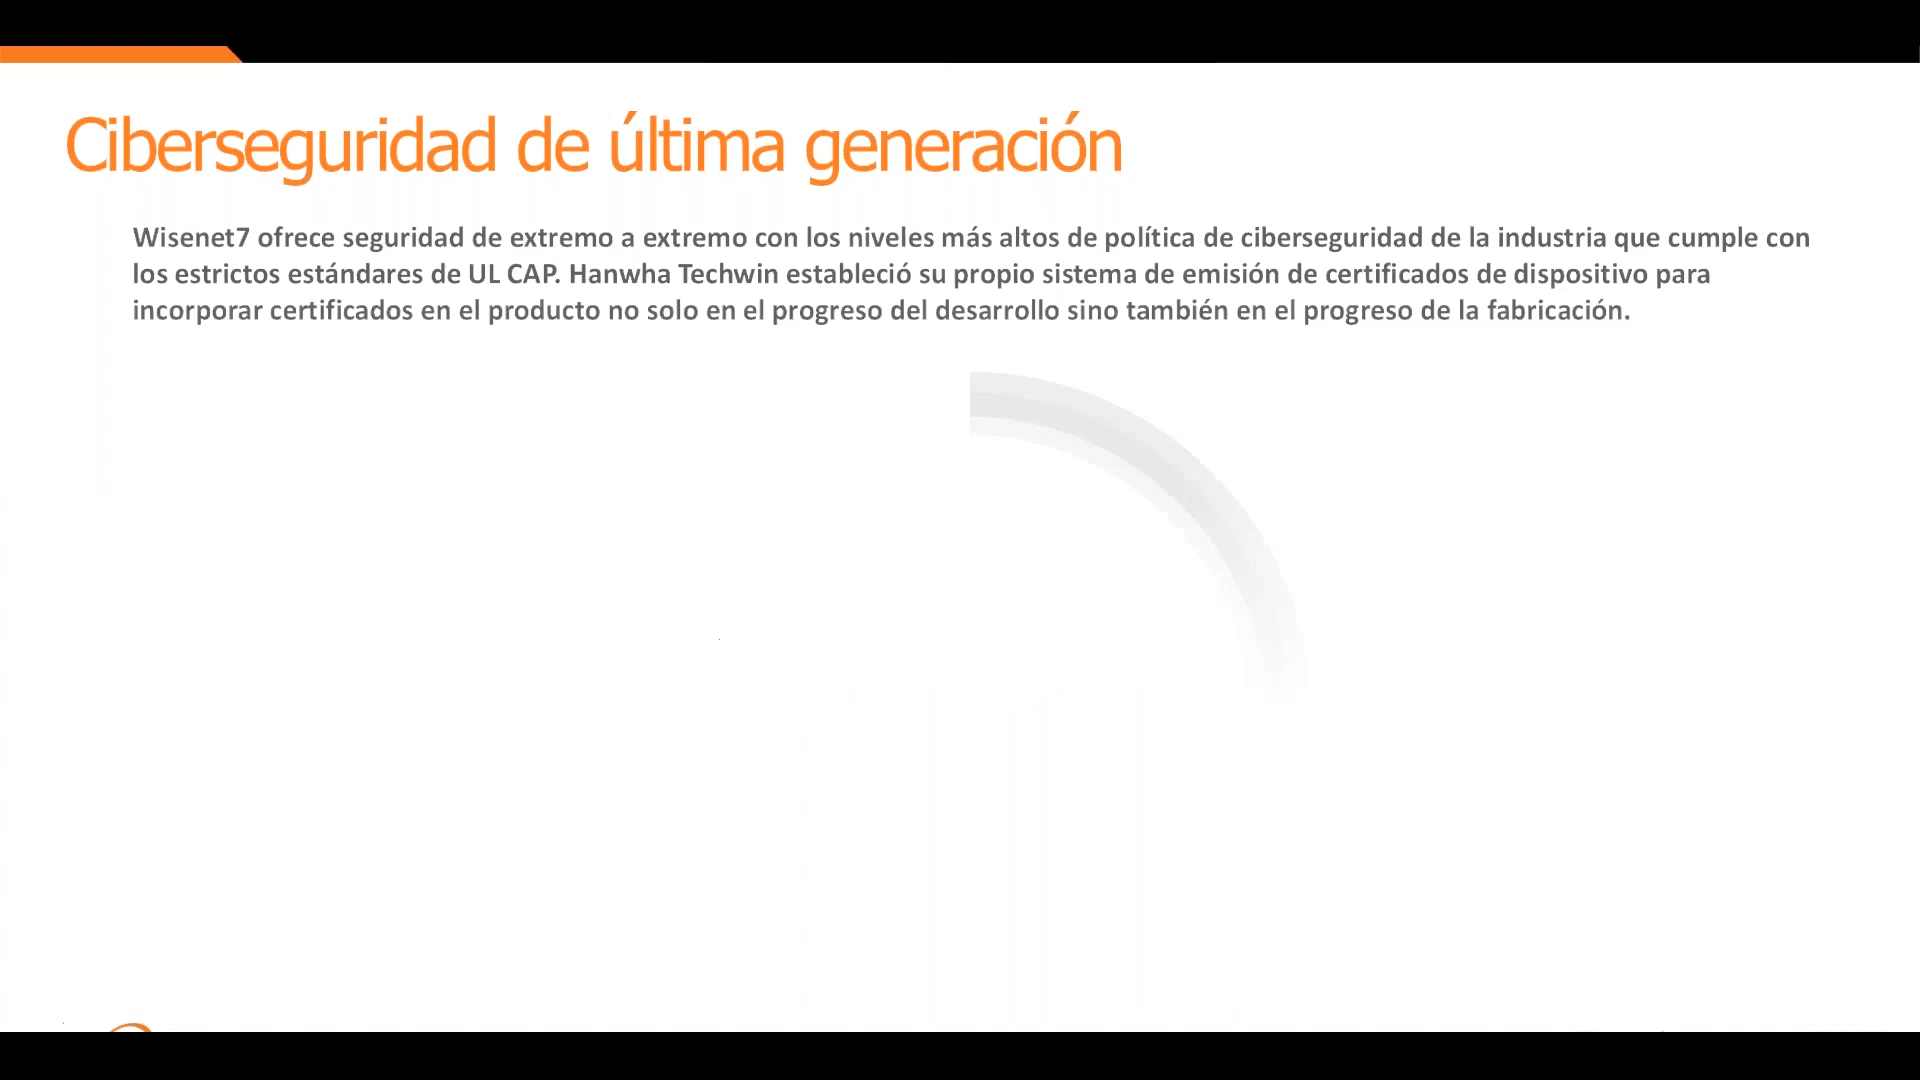 Ciberseguridad de última generación
Wisenet7 ofrece seguridad de extremo a extremo con los niveles más altos de política de ciberseguridad de la industria que cumple con
los estrictos estándares de UL CAP. Hanwha Techwin estableció su propio sistema de emisión de certificados de dispositivo para
incorporar certificados en el producto no solo en el progreso del desarrollo sino también en el progreso de la fabricación.